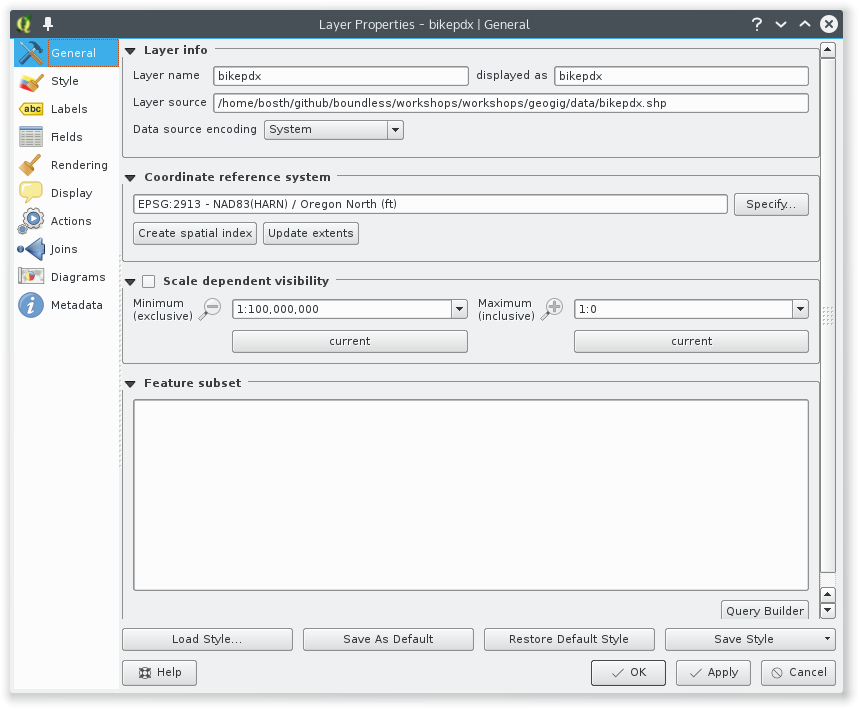 Layer Properties - bikepdx | General
General
Style
abc Labels
Fields
Rendering
Display
Actions
Joins
Diagrams
Metadata
Layer info
Layer name bikepdx displayed as bikepdx
Layer source /home/bosth/github/boundless/workshops/workshops/geogig/data/bikepdx.shp
Data source encoding System
Coordinate reference system
EPSG:2913 - NAD83(HARN) / Oregon North (ft) Specify...
Create spatial index Update extents
Scale dependent visibility
Minimum (exclusive) 1:100,000,000 Maximum (inclusive) 1:0
current current
Feature subset
Query Builder
Load Style... Save As Default Restore Default Style Save Style
Help OK Apply Cancel